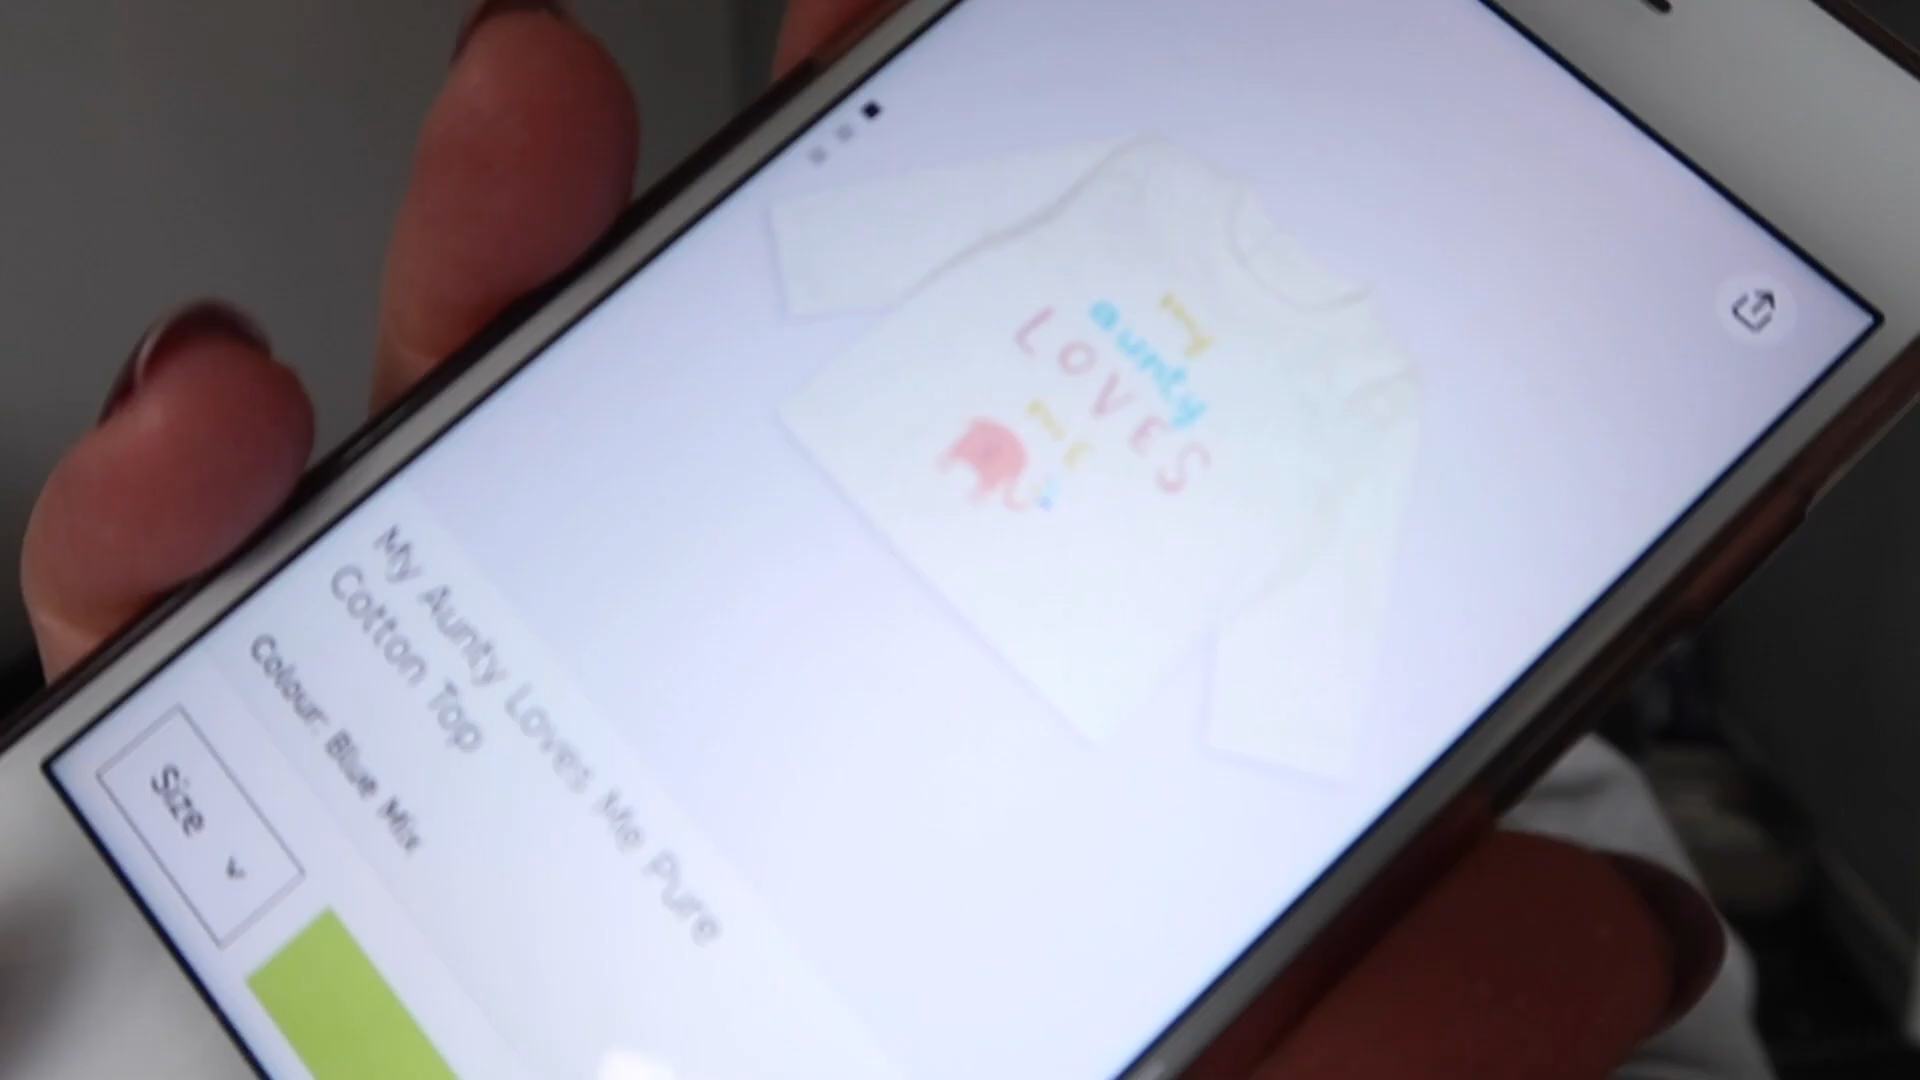 my
aunty
LOVES
me
My Aunty Loves Me Pure
Cotton Top
Colour: Blue Mix
Size